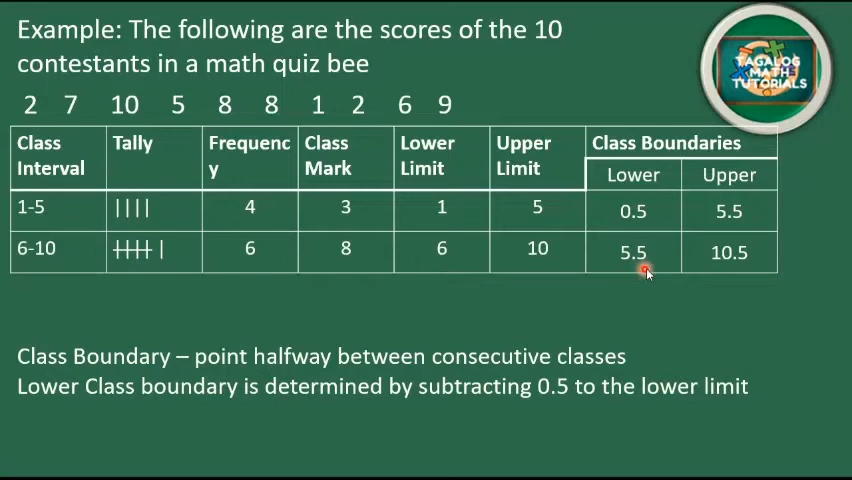 Example: The following are the scores of the 10
contestants in a math quiz bee
TAGALOG
MATH
TUTORIALS
2 7 10 5 8 8 1 2 6 9
Class Interval Tally Frequency Class Mark Lower Limit Upper Limit Class Boundaries
Lower Upper
1-5 |||| 4 3 1 5 0.5 5.5
6-10 6 8 6 10 5.5 10.5
Class Boundary – point halfway between consecutive classes
Lower Class boundary is determined by subtracting 0.5 to the lower limit